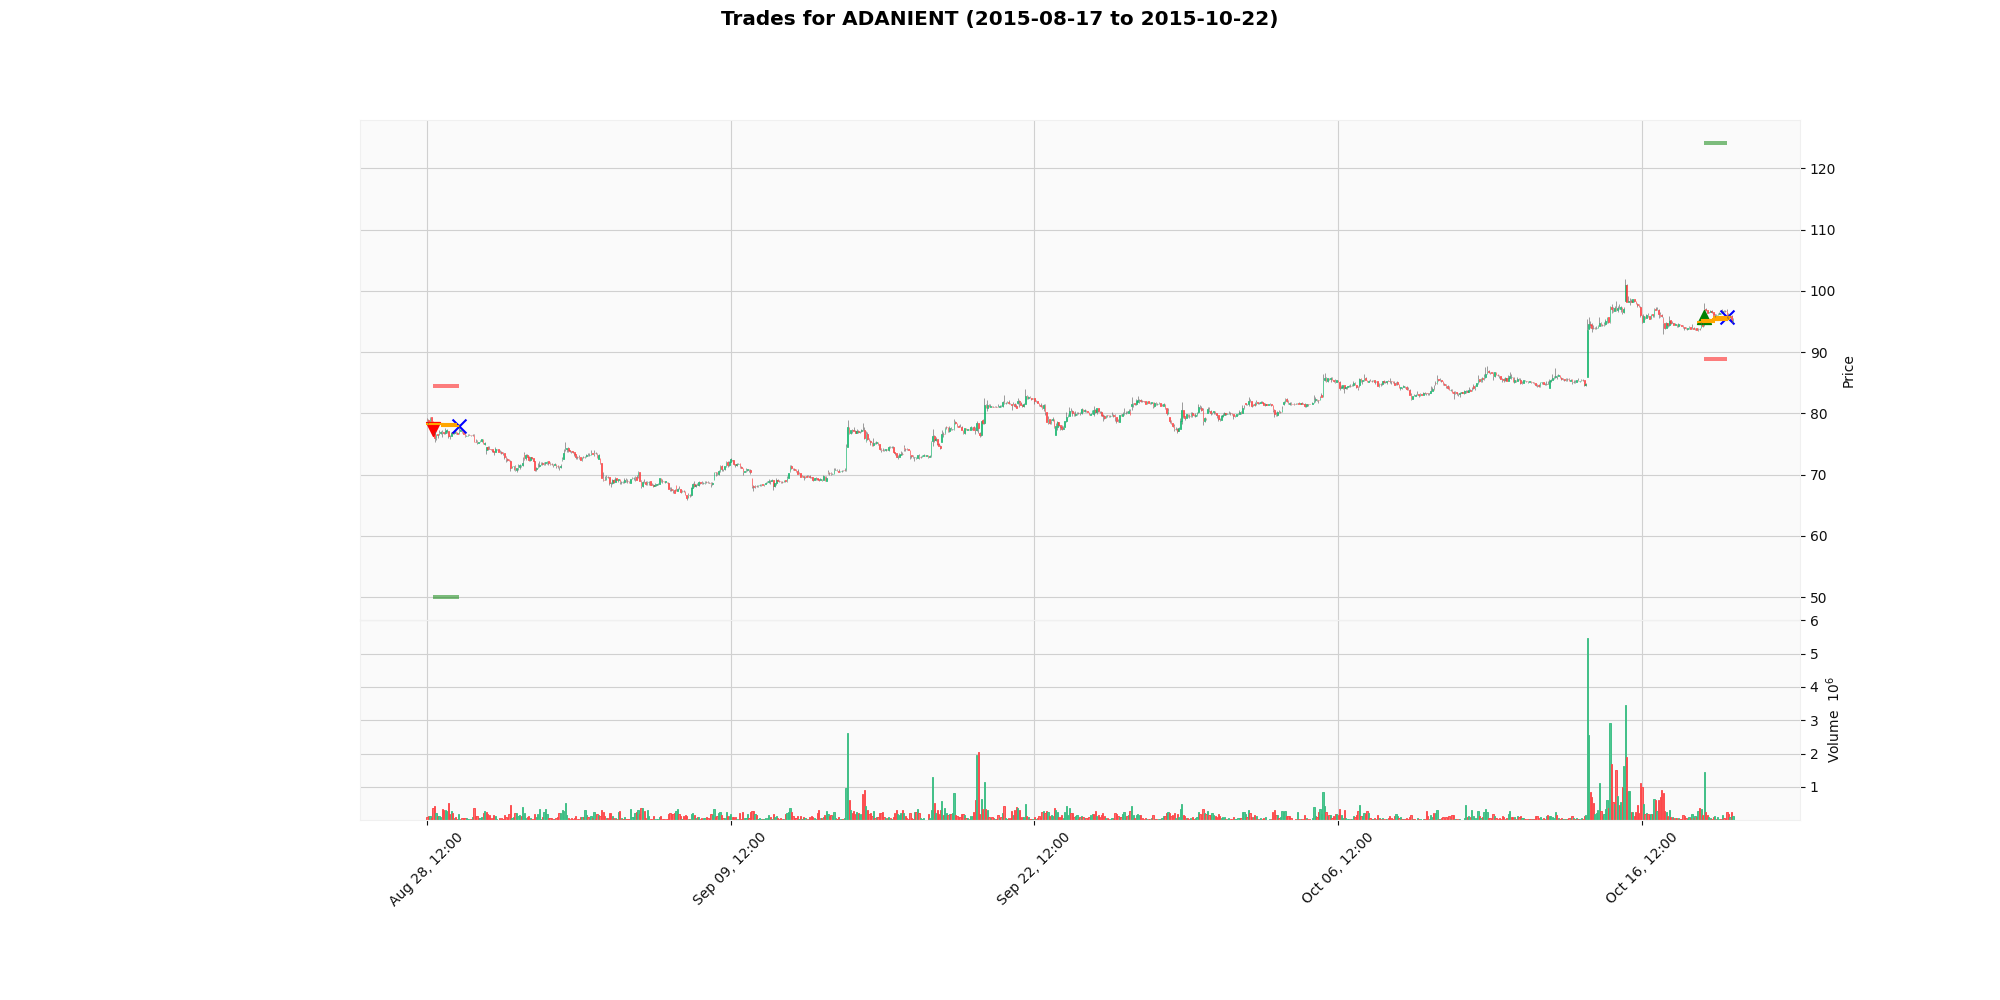 Trades for ADANIENT (2015-08-17 to 2015-10-22)
120
110
100
90
80
70
60
50
Price
6
5
4
3
2
1
Volume 10^6
Aug 28, 12:00
Sep 09, 12:00
Sep 22, 12:00
Oct 06, 12:00
Oct 16, 12:00